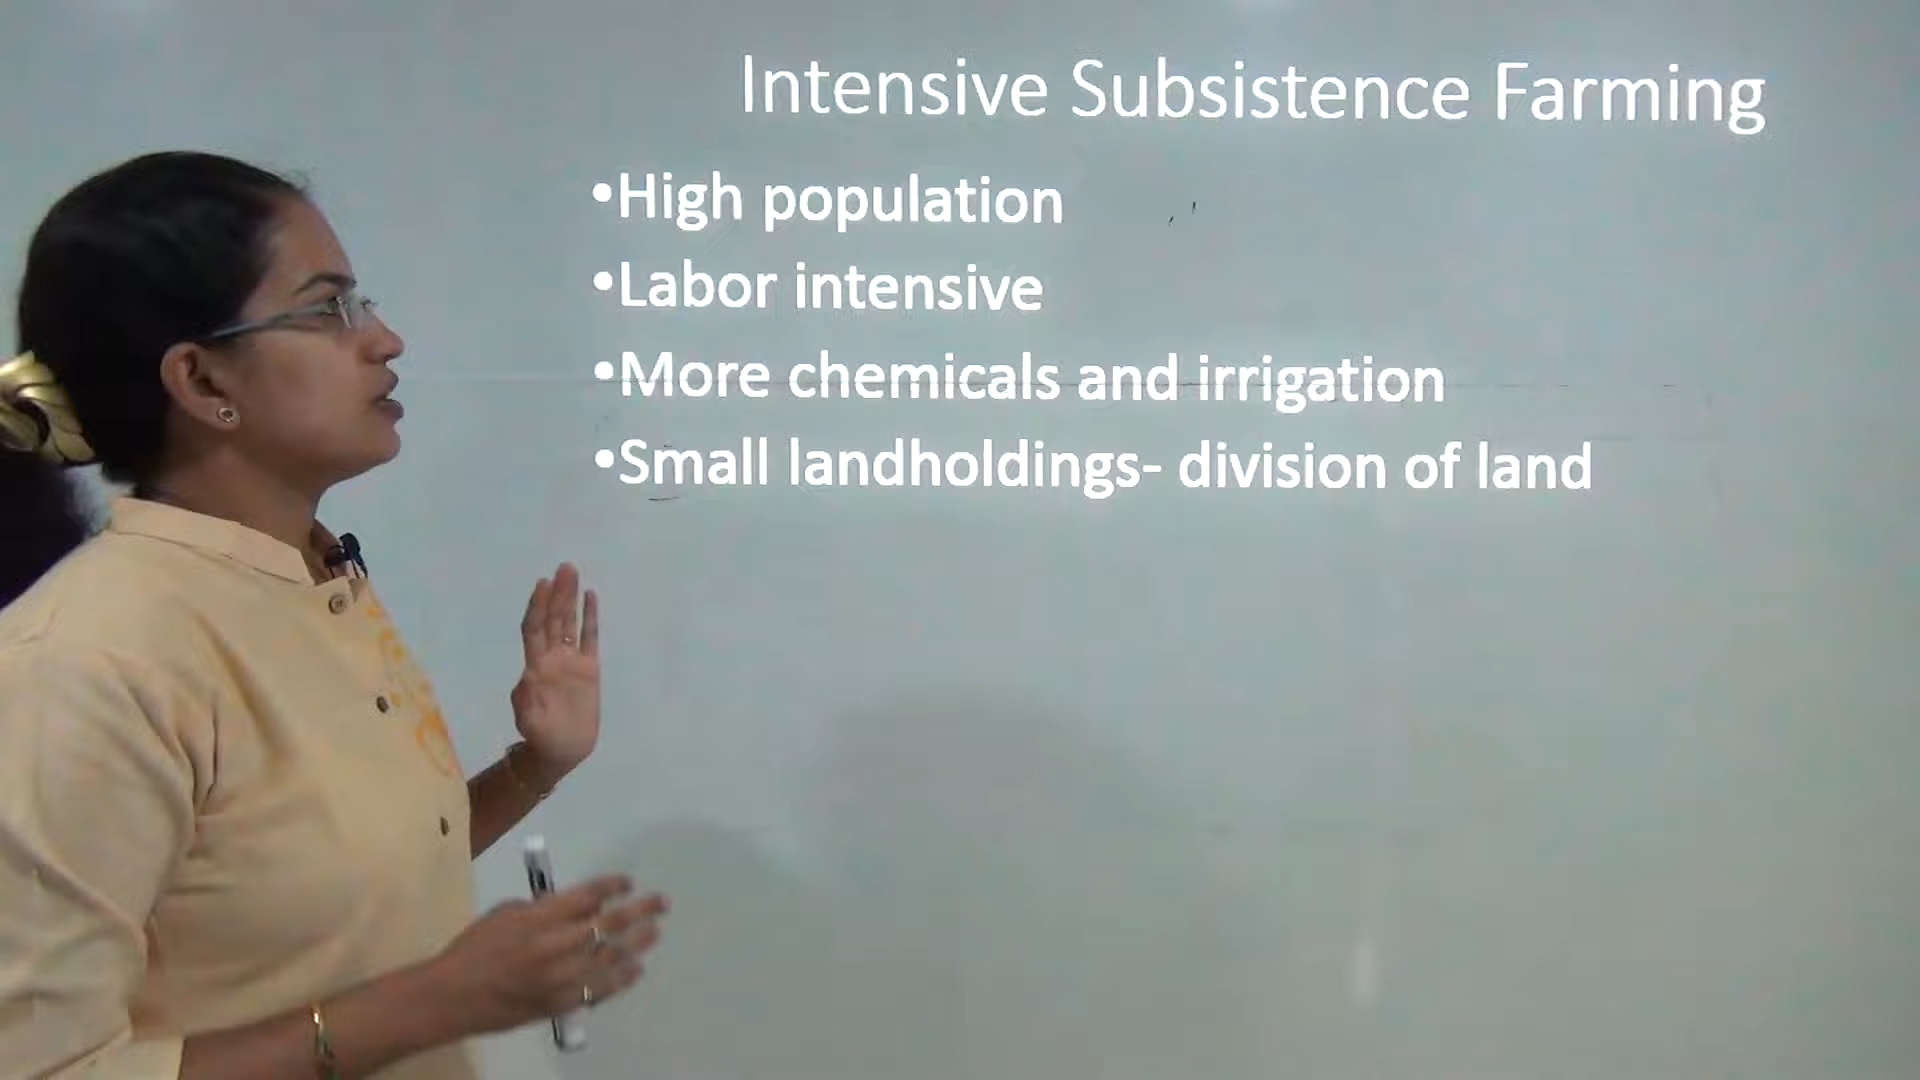 Intensive Subsistence Farming
•High population
•Labor intensive
•More chemicals and irrigation
•Small landholdings- division of land